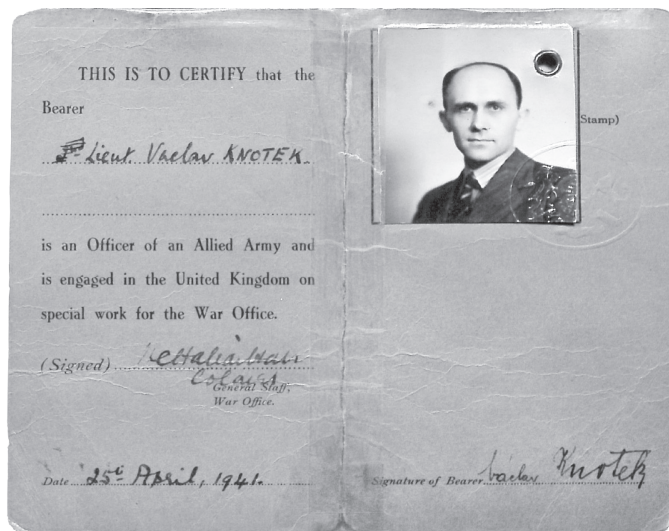 THIS IS TO CERTIFY that the
Bearer
Lieut. Vaclav KNOTEK.
is an Officer of an Allied Army and
is engaged in the United Kingdom on
special work for the War Office.
(Signed)
Colonel
General Staff,
War Office.
Date 25th April, 1941.
Stamp)
Signature of Bearer Václav Knotek